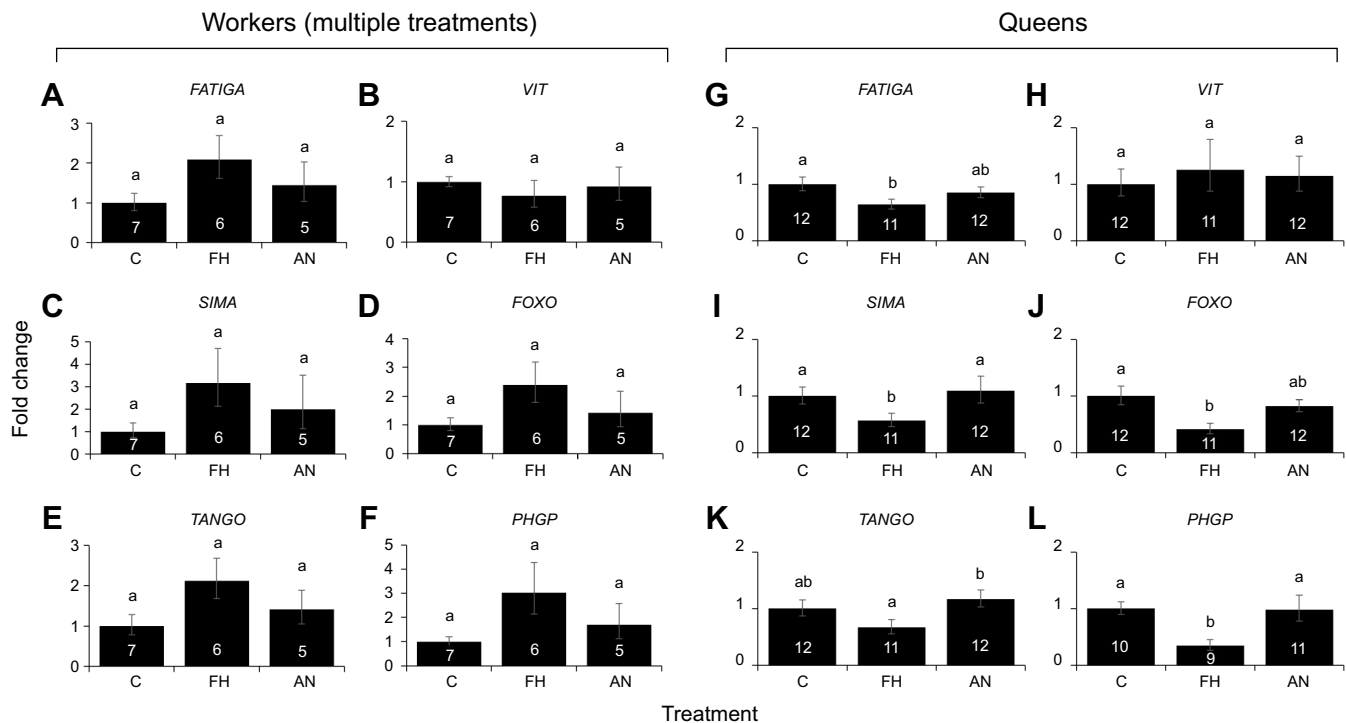 Workers (multiple treatments)
Queens
A
FATIGA
3
2
1
0
a
a
a
7
6
5
C
FH
AN
B
VIT
2
1
0
a
a
a
7
6
5
C
FH
AN
G
FATIGA
2
1
0
a
b
ab
12
11
12
C
FH
AN
H
VIT
2
1
0
a
a
a
12
11
12
C
FH
AN
Fold change
C
SIMA
5
4
3
2
1
0
a
a
a
7
6
5
C
FH
AN
D
FOXO
4
3
2
1
0
a
a
a
7
6
5
C
FH
AN
I
SIMA
2
1
0
a
b
a
12
11
12
C
FH
AN
J
FOXO
2
1
0
a
b
ab
12
11
12
C
FH
AN
E
TANGO
3
2
1
0
a
a
a
7
6
5
C
FH
AN
F
PHGP
5
4
3
2
1
0
a
a
a
7
6
5
C
FH
AN
K
TANGO
2
1
0
ab
a
b
12
11
12
C
FH
AN
L
PHGP
2
1
0
a
b
a
10
9
11
C
FH
AN
Treatment